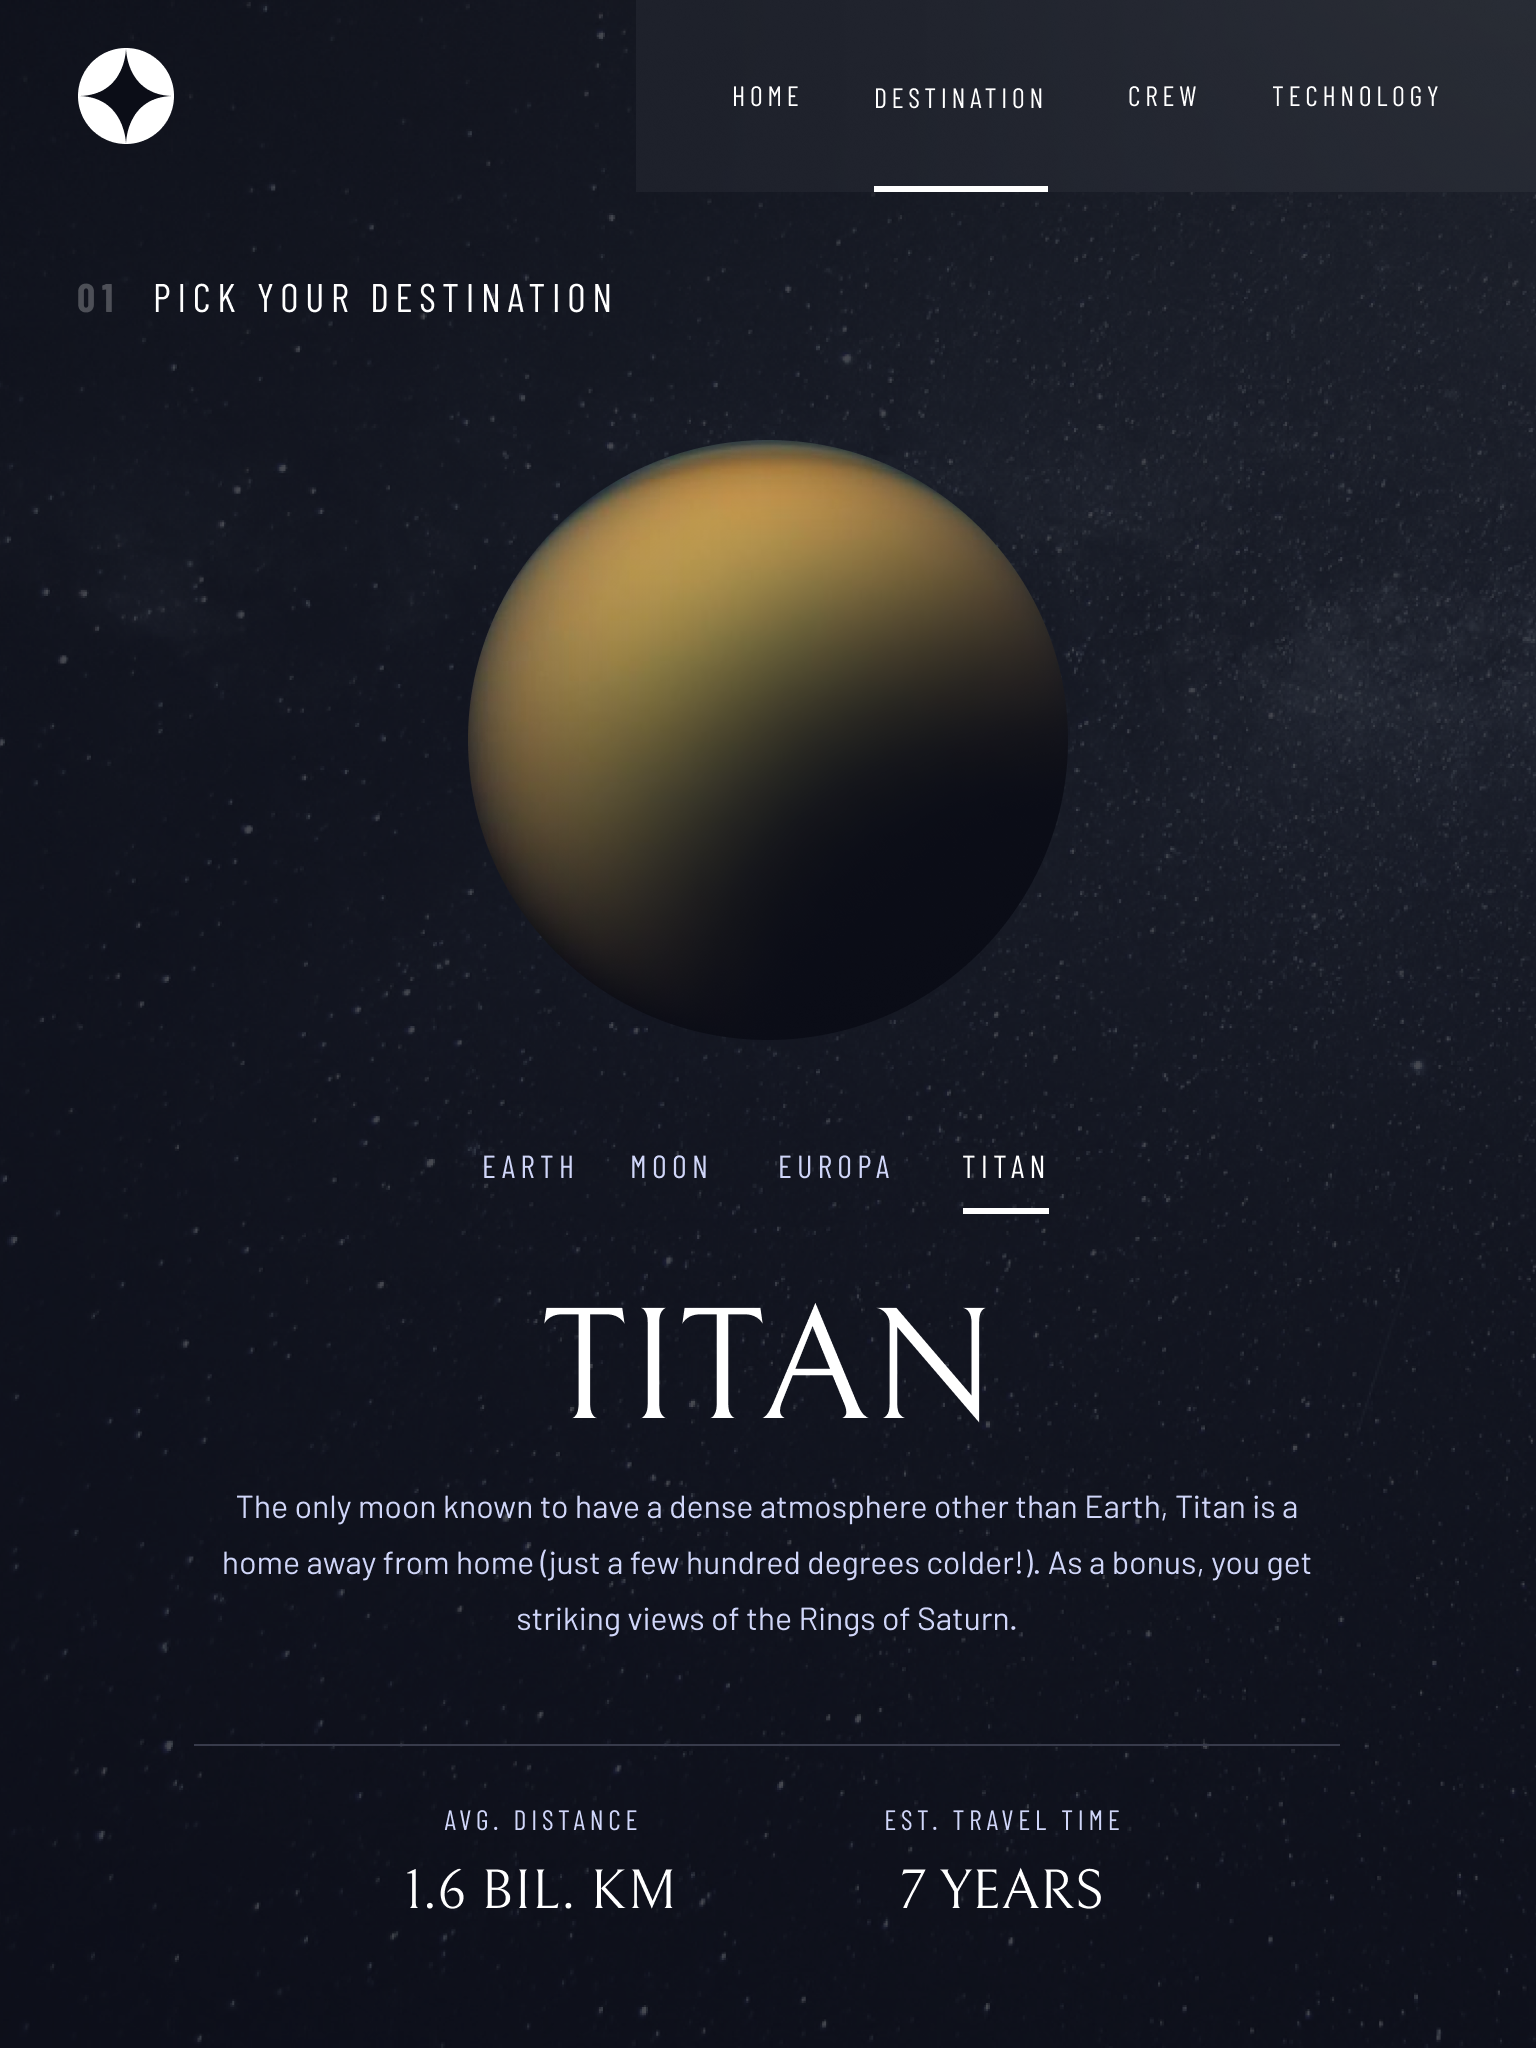 HOME DESTINATION CREW TECHNOLOGY
01 PICK YOUR DESTINATION
EARTH MOON EUROPA TITAN
TITAN
The only moon known to have a dense atmosphere other than Earth, Titan is a
home away from home (just a few hundred degrees colder!). As a bonus, you get
striking views of the Rings of Saturn.
AVG. DISTANCE
1.6 BIL. KM
EST. TRAVEL TIME
7 YEARS